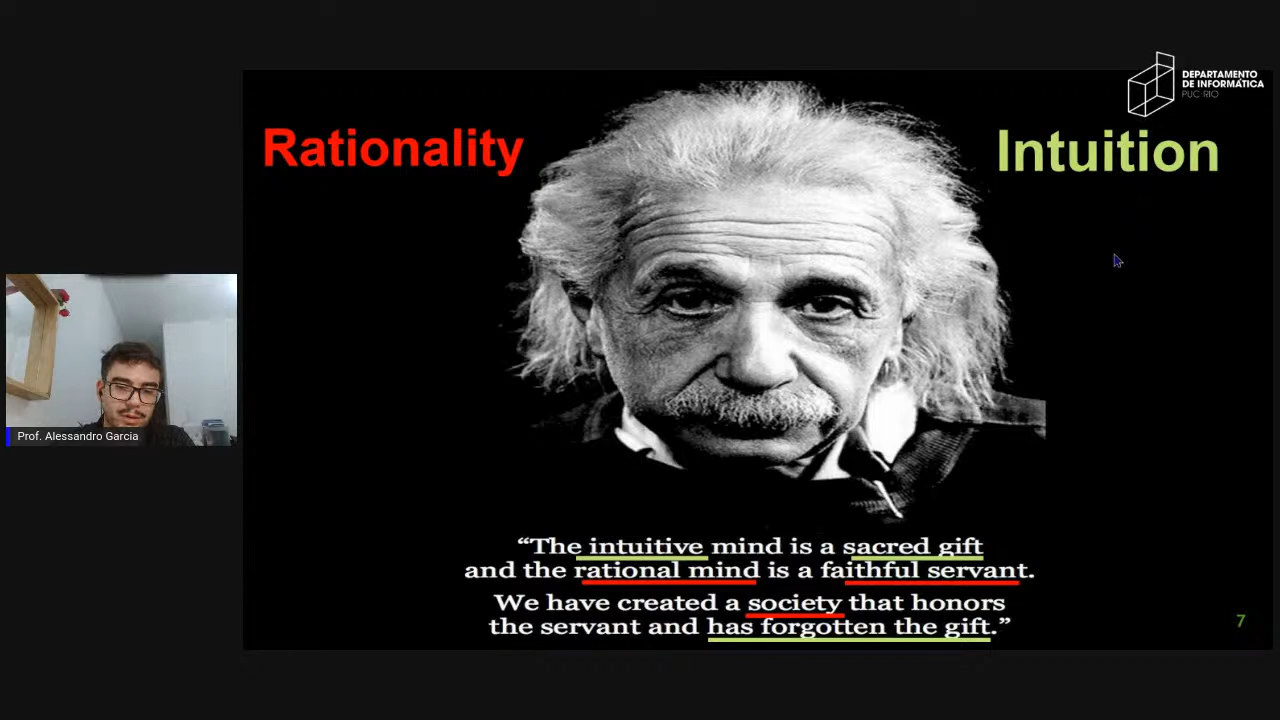 DEPARTAMENTO
DE INFORMÁTICA
PUC RIO
Rationality
Intuition
Prof. Alessandro Garcia
“The intuitive mind is a sacred gift
and the rational mind is a faithful servant.
We have created a society that honors
the servant and has forgotten the gift.”
7